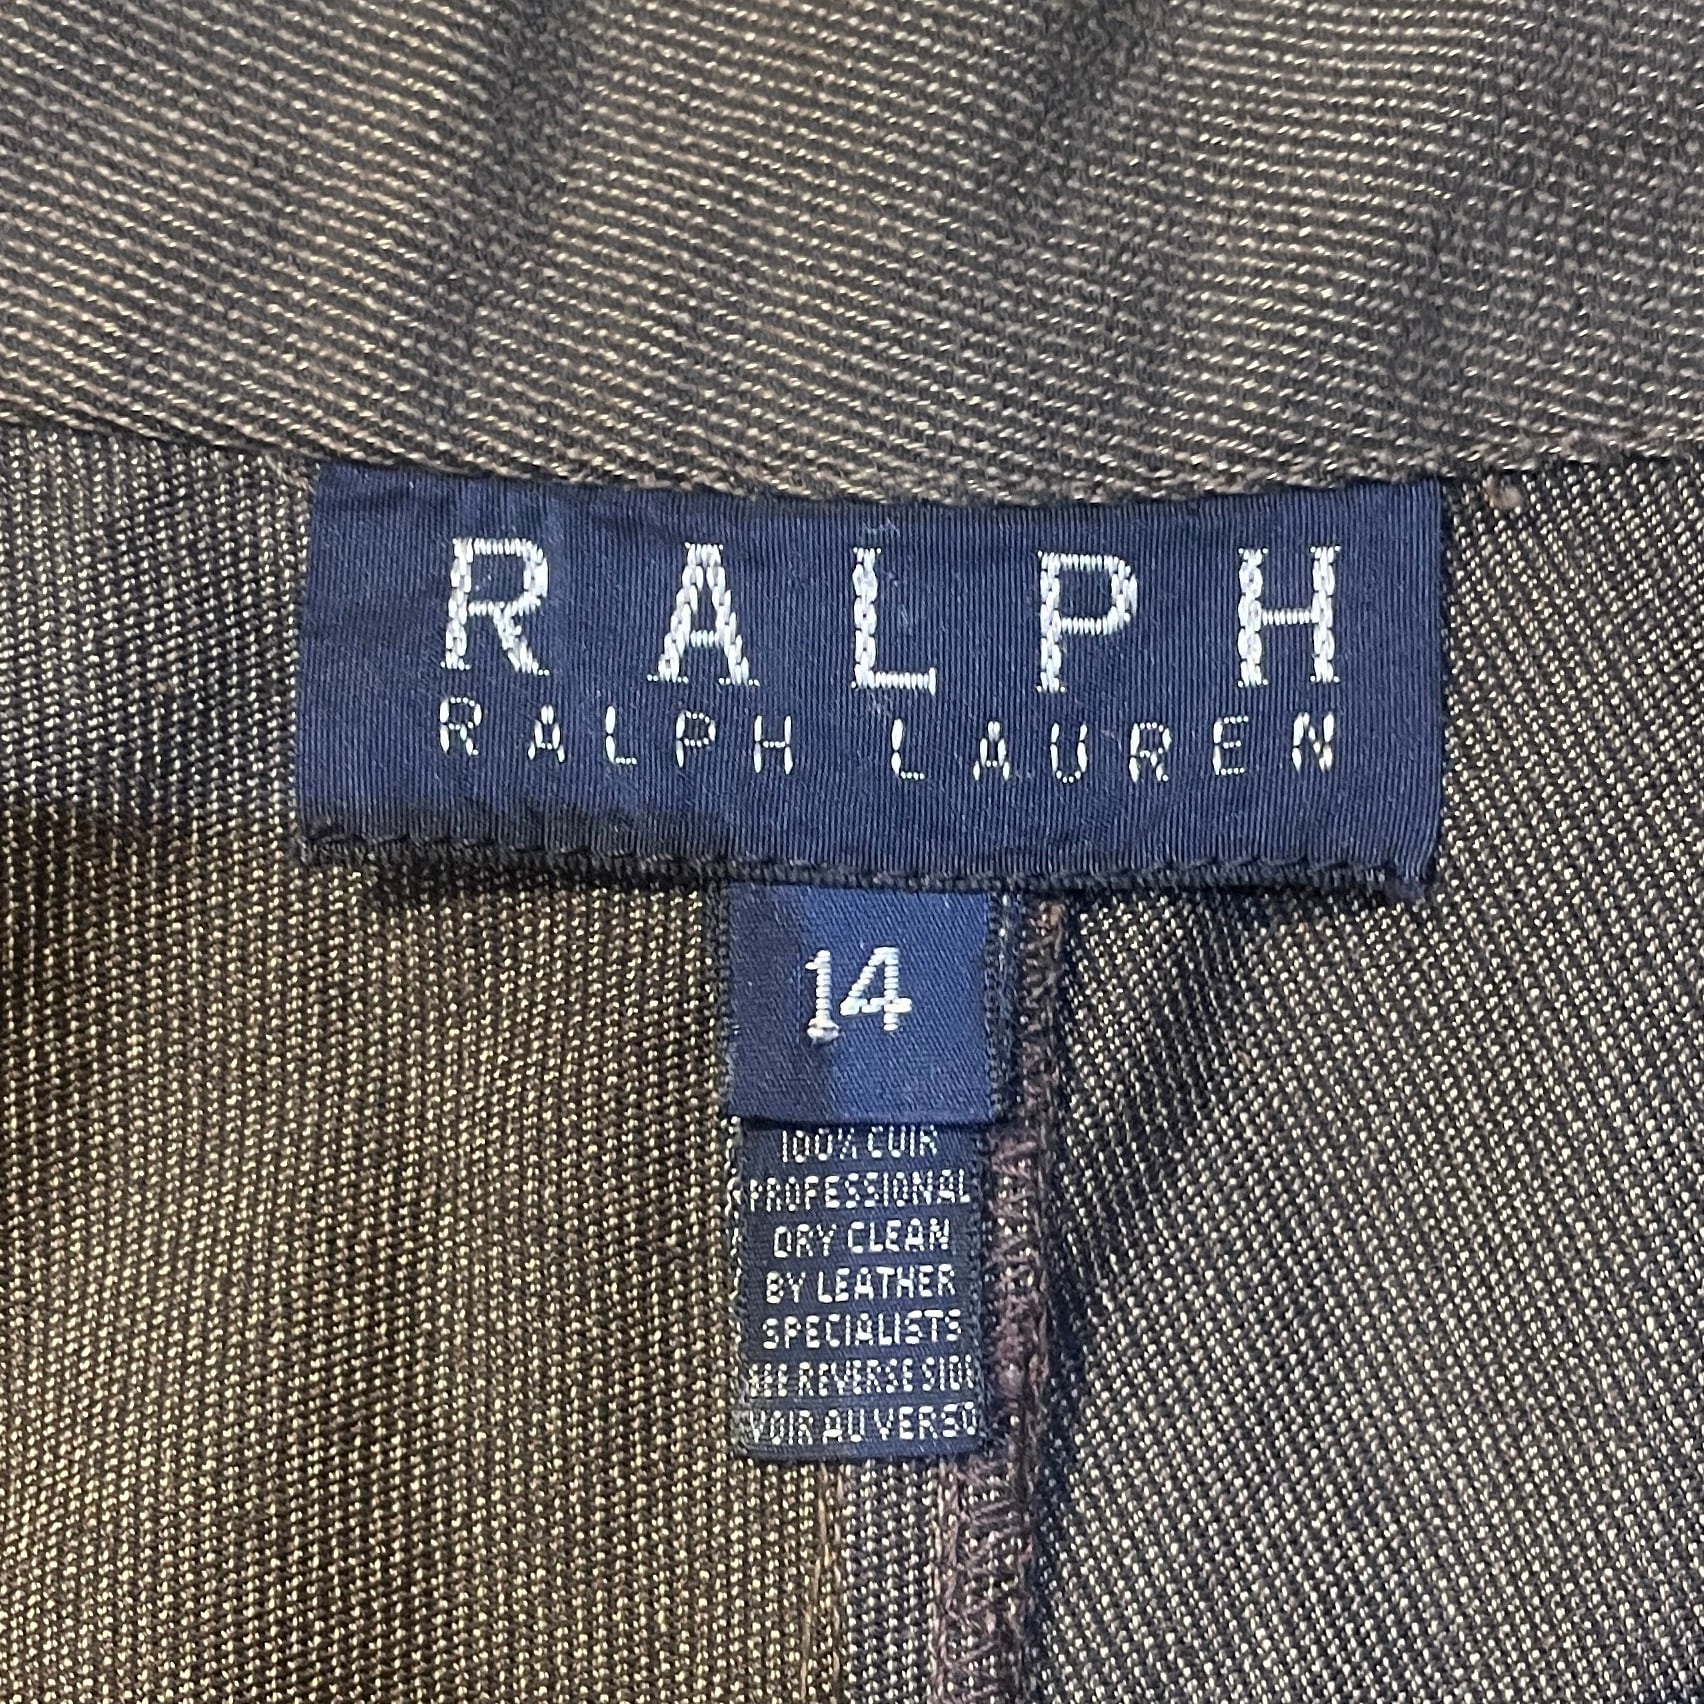 RALPH
RALPH LAUREN
14
100% CUIR
PROFESSIONAL
DRY CLEAN
BY LEATHER
SPECIALISTS
SEE REVERSE SIDE
VOIR AU VERSO